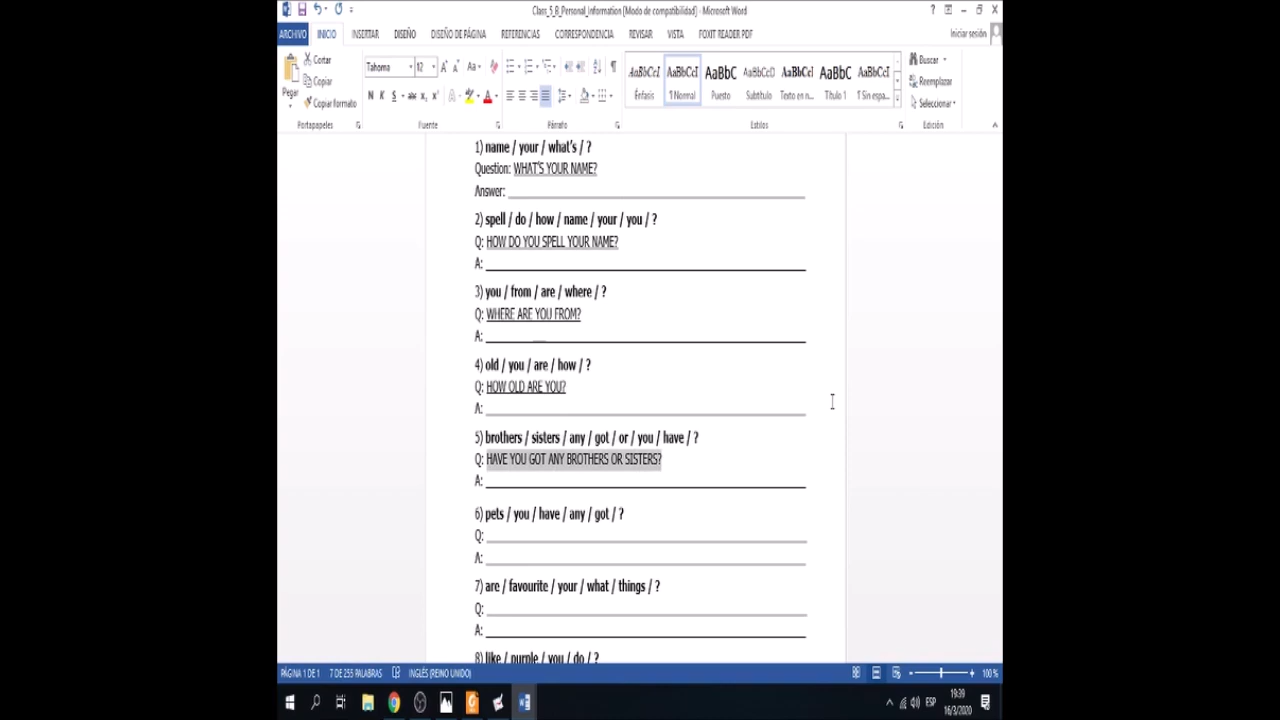 Class_5_B_Personal_Information [Modo de compatibilidad] - Microsoft Word
ARCHIVO INICIO INSERTAR DISEÑO DISEÑO DE PÁGINA REFERENCIAS CORRESPONDENCIA REVISAR VISTA FOXIT READER PDF Iniciar sesión
Pegar
Cortar
Copiar
Copiar formato
Portapapeles
Tahoma 12
N K S abc x₂ x²
Fuente
Párrafo
AaBbCcI AaBbCcI AaBbC AaBbCcD AaBbCcI AaBbC AaBbCcI
Énfasis ¶ Normal Puesto Subtítulo Texto en n... Título 1 ¶ Sin espa...
Estilos
Buscar
Reemplazar
Seleccionar
Edición
1) name / your / what's / ?
Question: WHAT'S YOUR NAME?
Answer:
2) spell / do / how / name / your / you / ?
Q: HOW DO YOU SPELL YOUR NAME?
A:
3) you / from / are / where / ?
Q: WHERE ARE YOU FROM?
A:
4) old / you / are / how / ?
Q: HOW OLD ARE YOU?
A:
5) brothers / sisters / any / got / or / you / have / ?
Q: HAVE YOU GOT ANY BROTHERS OR SISTERS?
A:
6) pets / you / have / any / got / ?
Q:
A:
7) are / favourite / your / what / things / ?
Q:
A:
8) like / purple / you / do / ?
PÁGINA 1 DE 1 7 DE 255 PALABRAS INGLÉS (REINO UNIDO) 100 %
ESP
19:39
16/3/2020